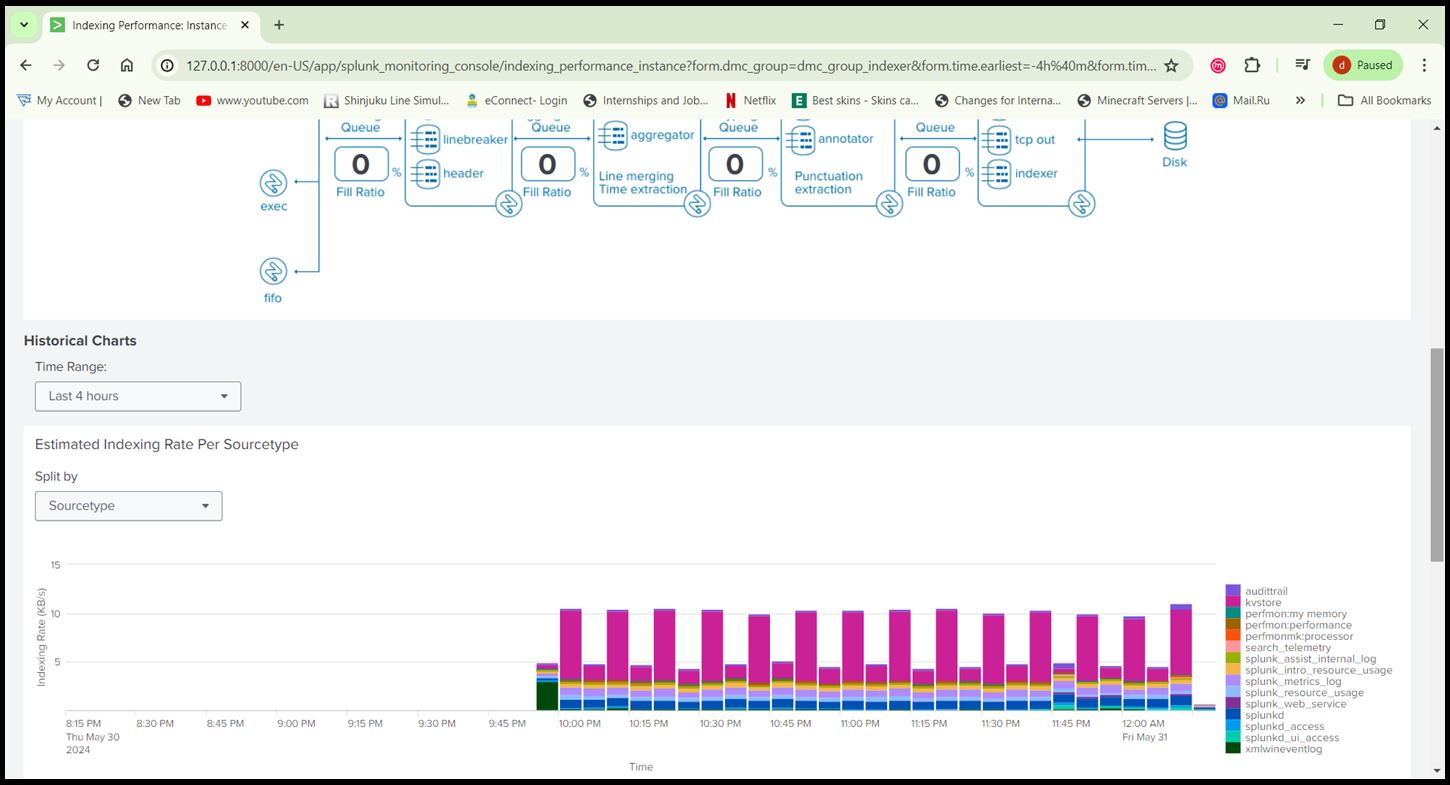 Indexing Performance: Instance
127.0.0.1:8000/en-US/app/splunk_monitoring_console/indexing_performance_instance?form.dmc_group=dmc_group_indexer&form.time.earliest=-4h%40m&form.tim...
d Paused
My Account |
New Tab
www.youtube.com
Shinjuku Line Simul...
eConnect- Login
Internships and Job...
Netflix
Best skins - Skins ca...
Changes for Interna...
Minecraft Servers |...
Mail.Ru
All Bookmarks
Queue
0 %
Fill Ratio
linebreaker
header
Queue
0 %
Fill Ratio
aggregator
Line merging
Time extraction
Queue
0 %
Fill Ratio
annotator
Punctuation
extraction
Queue
0 %
Fill Ratio
tcp out
indexer
Disk
exec
fifo
Historical Charts
Time Range:
Last 4 hours
Estimated Indexing Rate Per Sourcetype
Split by
Sourcetype
Indexing Rate (KB/s)
15
10
5
8:15 PM
Thu May 30
2024
8:30 PM
8:45 PM
9:00 PM
9:15 PM
9:30 PM
9:45 PM
10:00 PM
10:15 PM
10:30 PM
10:45 PM
11:00 PM
11:15 PM
11:30 PM
11:45 PM
12:00 AM
Fri May 31
Time
audittrail
kvstore
perfmon:my memory
perfmon:performance
perfmonmk:processor
search_telemetry
splunk_assist_internal_log
splunk_intro_resource_usage
splunk_metrics_log
splunk_resource_usage
splunk_web_service
splunkd
splunkd_access
splunkd_ui_access
xmlwineventlog